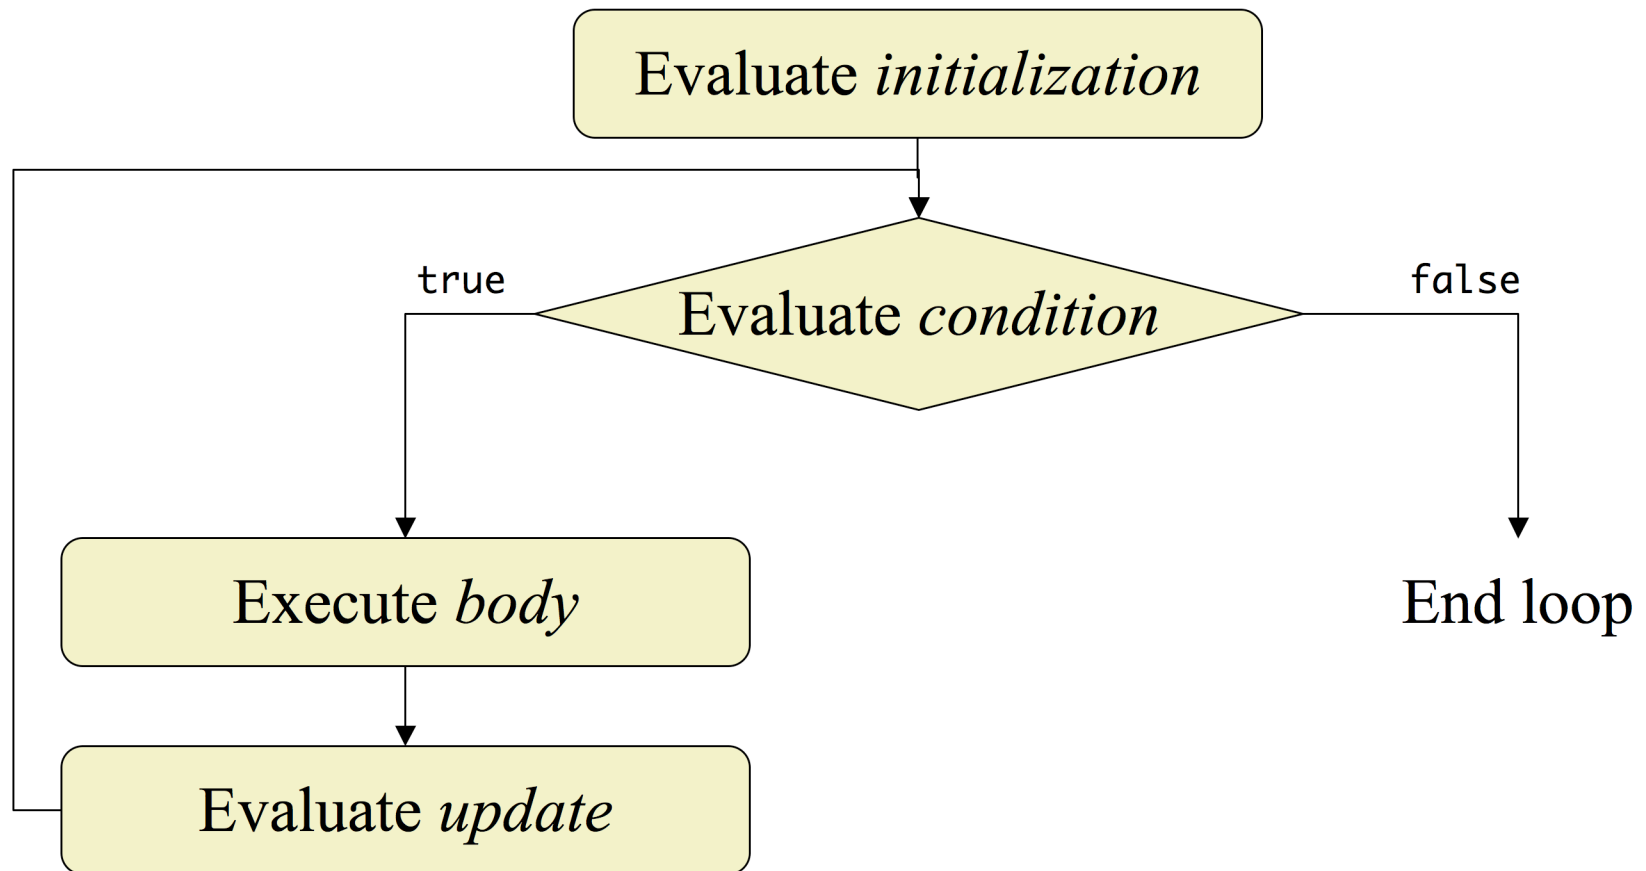 Evaluate initialization
true
false
Evaluate condition
Execute body
End loop
Evaluate update